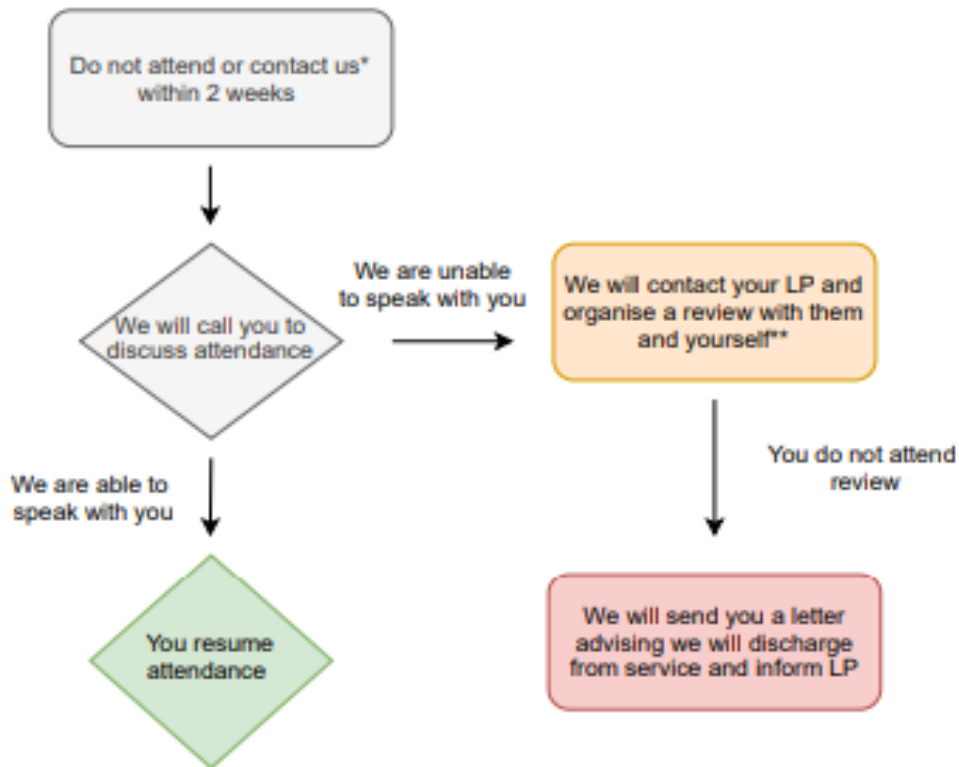 Do not attend or contact us*
within 2 weeks
We will call you to
discuss attendance
We are unable
to speak with you
We will contact your LP and
organise a review with them
and yourself**
You do not attend
review
We are able to
speak with you
You resume
attendance
We will send you a letter
advising we will discharge
from service and inform LP